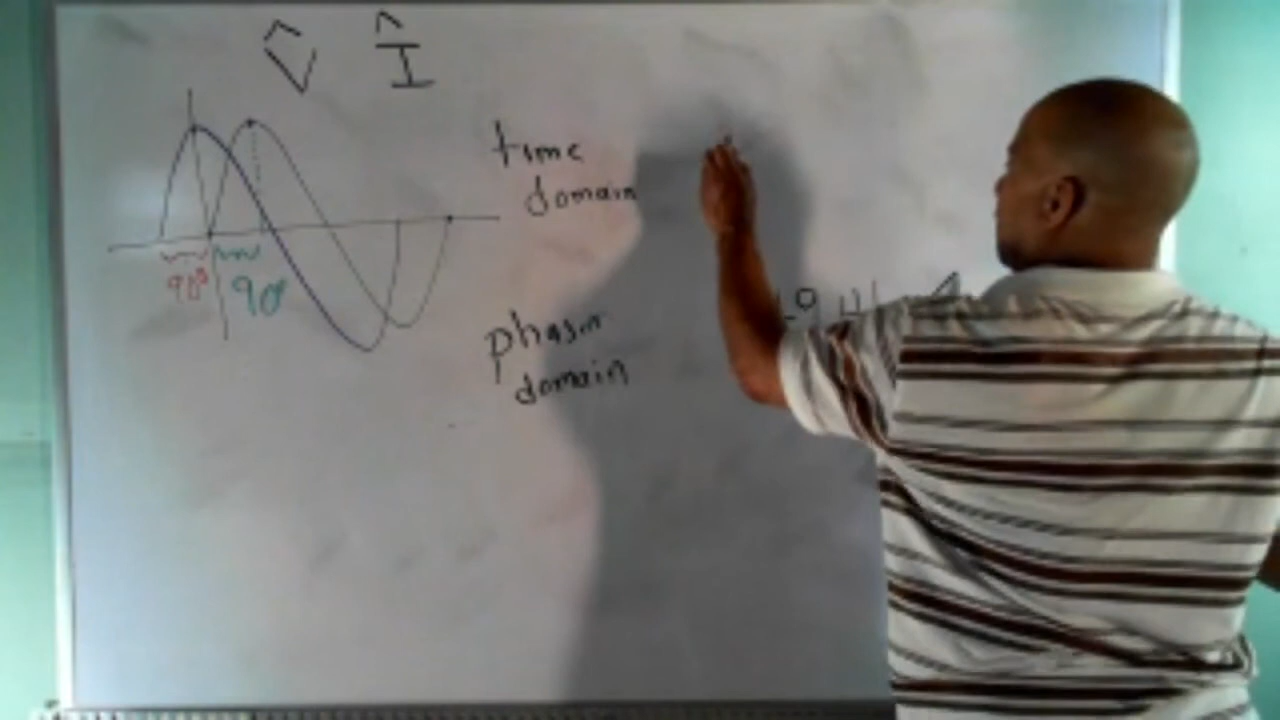 V̂ Î
time
domain
90° 90°
phasor
domain